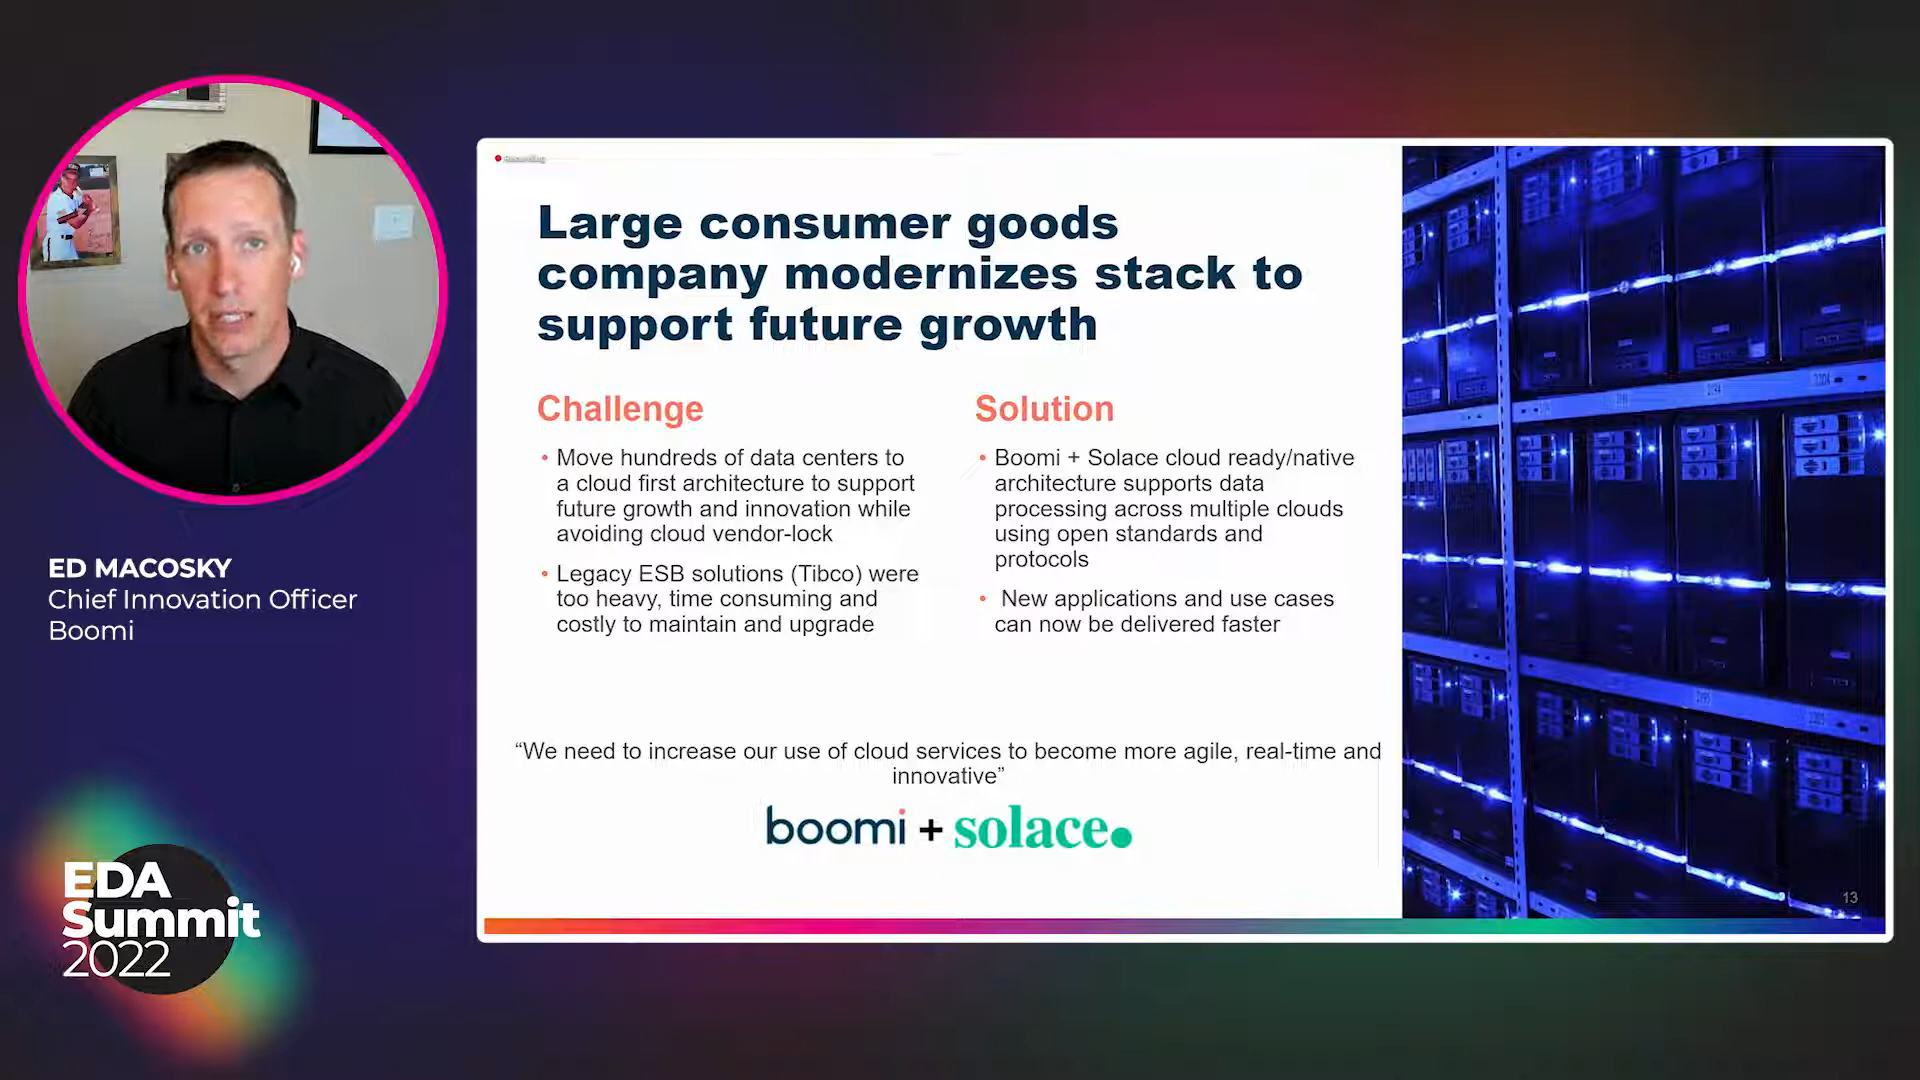 Recording
Large consumer goods
company modernizes stack to
support future growth
Challenge
• Move hundreds of data centers to
a cloud first architecture to support
future growth and innovation while
avoiding cloud vendor-lock
• Legacy ESB solutions (Tibco) were
too heavy, time consuming and
costly to maintain and upgrade
Solution
• Boomi + Solace cloud ready/native
architecture supports data
processing across multiple clouds
using open standards and
protocols
• New applications and use cases
can now be delivered faster
“We need to increase our use of cloud services to become more agile, real-time and
innovative”
boomi + solace.
13
ED MACOSKY
Chief Innovation Officer
Boomi
EDA
Summit
2022